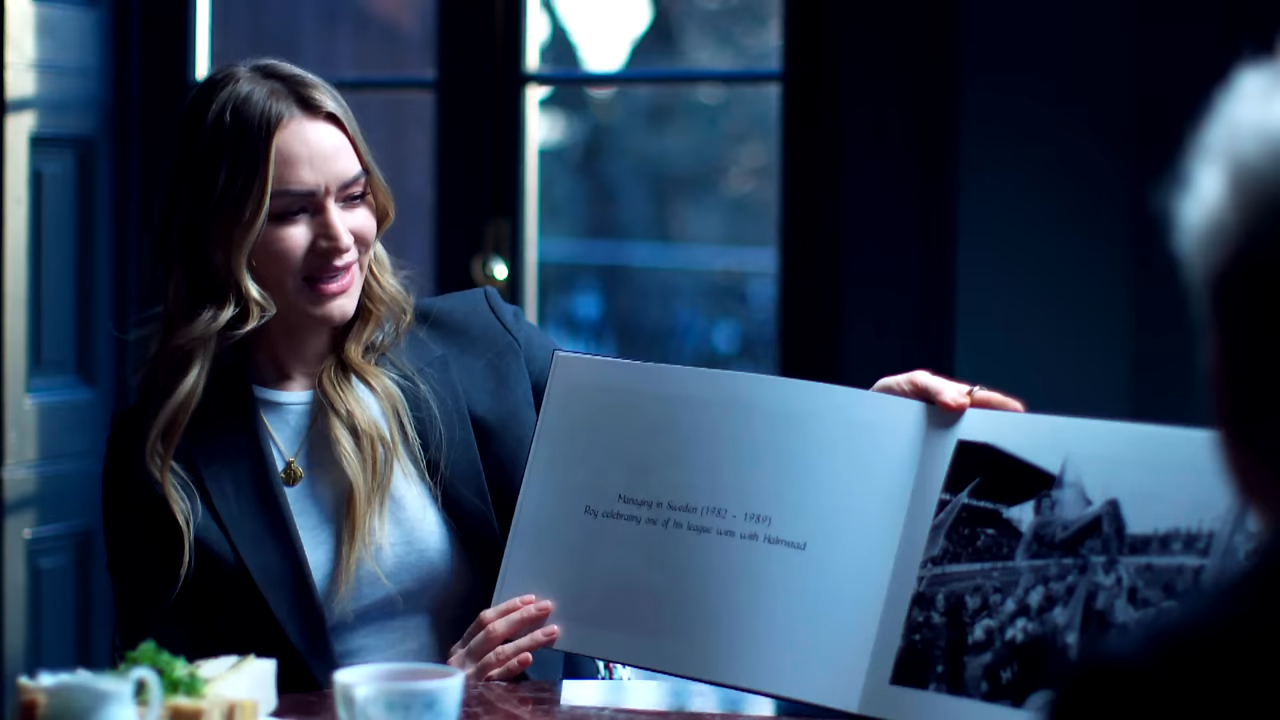 Managing in Sweden (1982 - 1989)
Roy celebrating one of his league wins with Halmstad